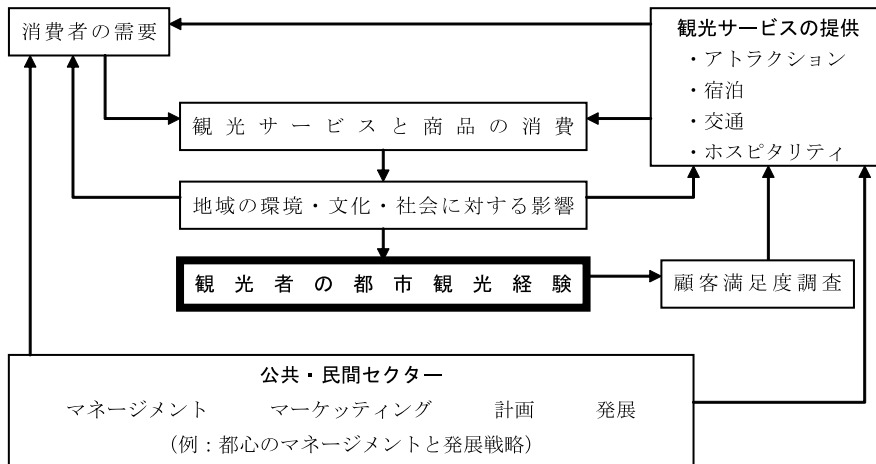 消費者の需要
観光サービスの提供
・アトラクション
・宿泊
・交通
・ホスピタリティ
観光サービスと商品の消費
地域の環境・文化・社会に対する影響
観光者の都市観光経験
顧客満足度調査
公共・民間セクター
マネージメント マーケッティング 計画 発展
（例：都心のマネージメントと発展戦略）